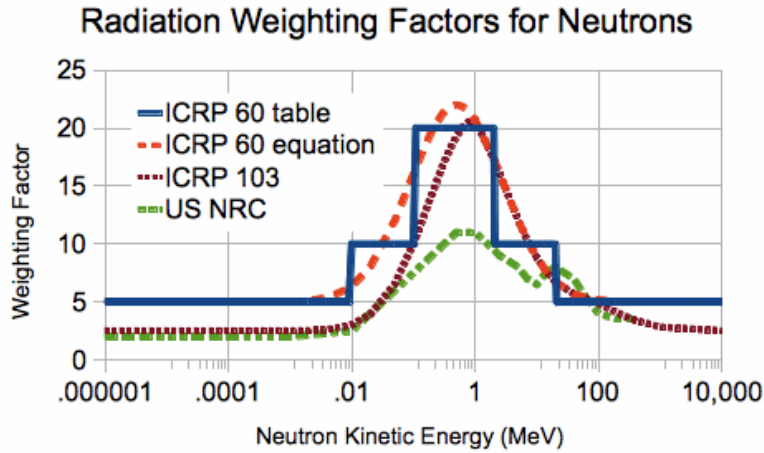 Radiation Weighting Factors for Neutrons
25
20
15
10
5
0
Weighting Factor
ICRP 60 table
ICRP 60 equation
ICRP 103
US NRC
.000001 .0001 .01 1 100 10,000
Neutron Kinetic Energy (MeV)